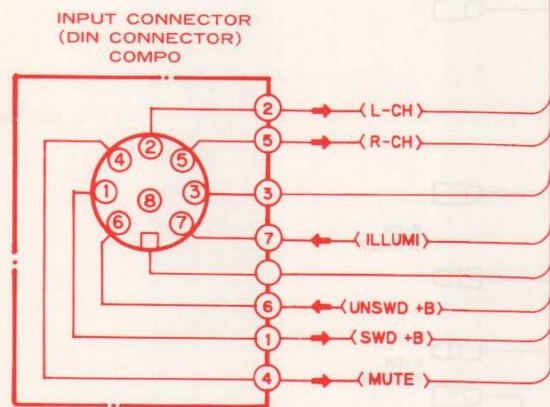 INPUT CONNECTOR
(DIN CONNECTOR)
COMPO
2 L-CH
5 R-CH
3
7 ILLUMI
6 UNSWD +B
1 SWD +B
4 MUTE
2
4 5
1 3
8
6 7